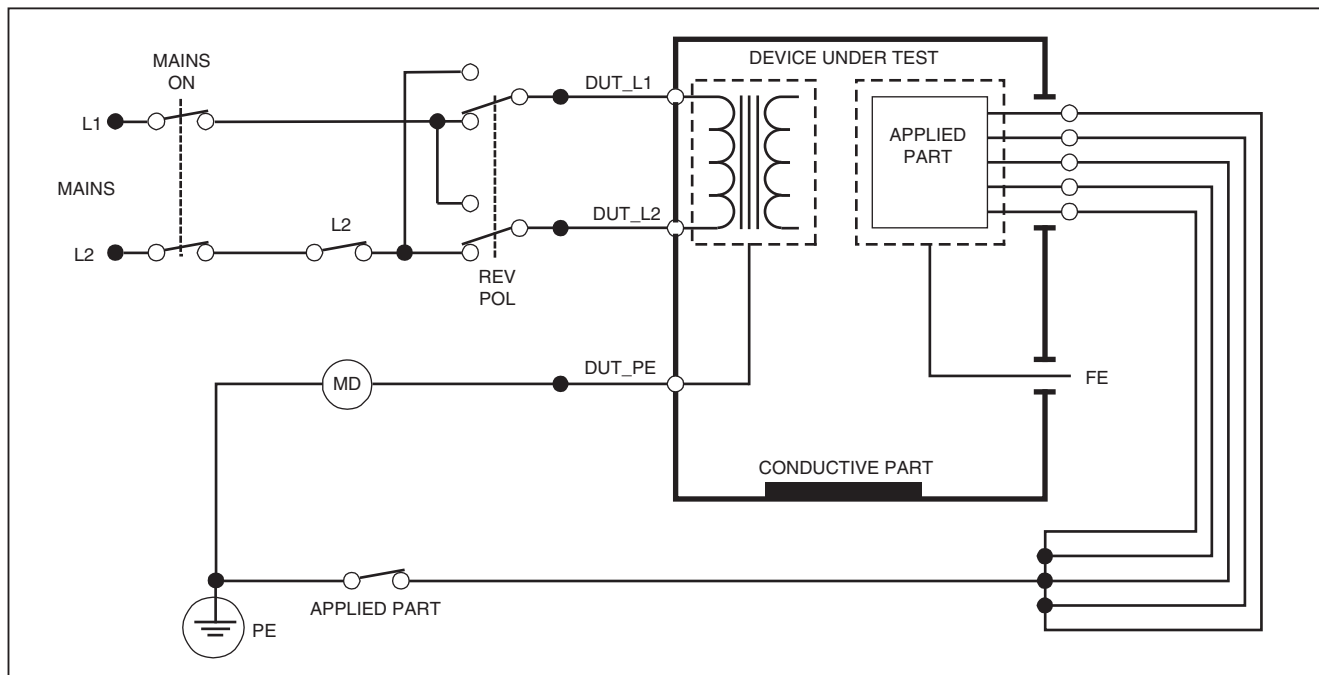 MAINS
ON
L1
MAINS
L2
L2
REV
POL
DUT_L1
DUT_L2
DEVICE UNDER TEST
APPLIED
PART
MD
DUT_PE
FE
CONDUCTIVE PART
APPLIED PART
PE